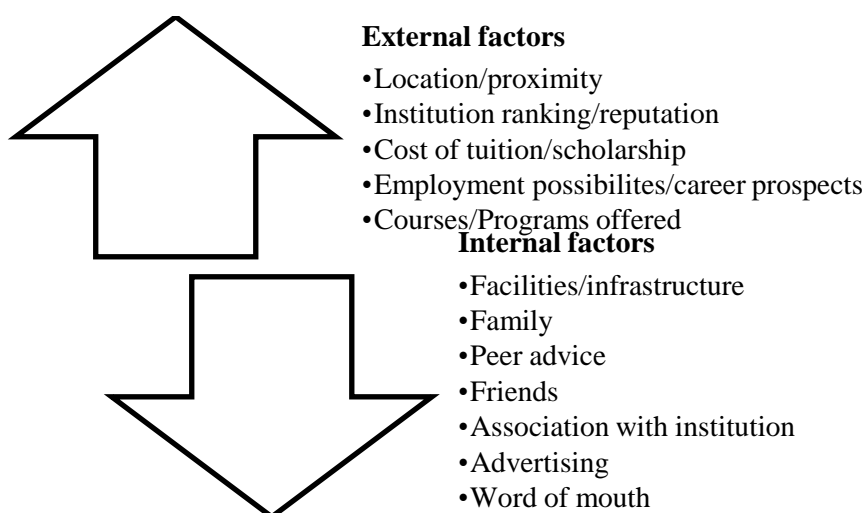 External factors
•Location/proximity
•Institution ranking/reputation
•Cost of tuition/scholarship
•Employment possibilites/career prospects
•Courses/Programs offered
Internal factors
•Facilities/infrastructure
•Family
•Peer advice
•Friends
•Association with institution
•Advertising
•Word of mouth